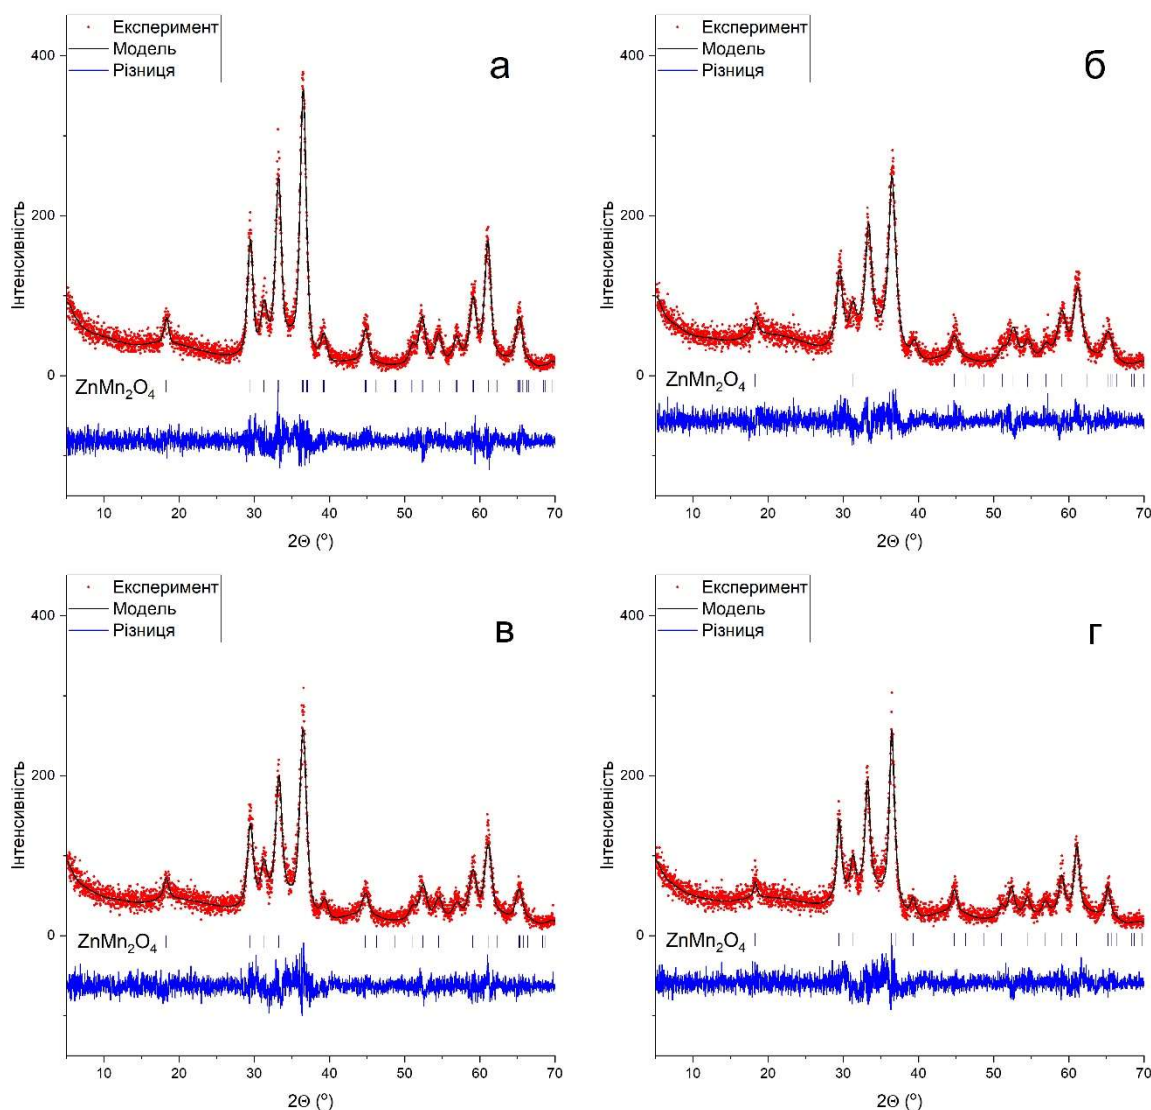 Експеримент
Модель
Різниця
а
400
200
0
Інтенсивність
ZnMn₂O₄
10 20 30 40 50 60 70
2Θ (°)
Експеримент
Модель
Різниця
б
400
200
0
Інтенсивність
ZnMn₂O₄
10 20 30 40 50 60 70
2Θ (°)
Експеримент
Модель
Різниця
в
400
200
0
Інтенсивність
ZnMn₂O₄
10 20 30 40 50 60 70
2Θ (°)
Експеримент
Модель
Різниця
г
400
200
0
Інтенсивність
ZnMn₂O₄
10 20 30 40 50 60 70
2Θ (°)